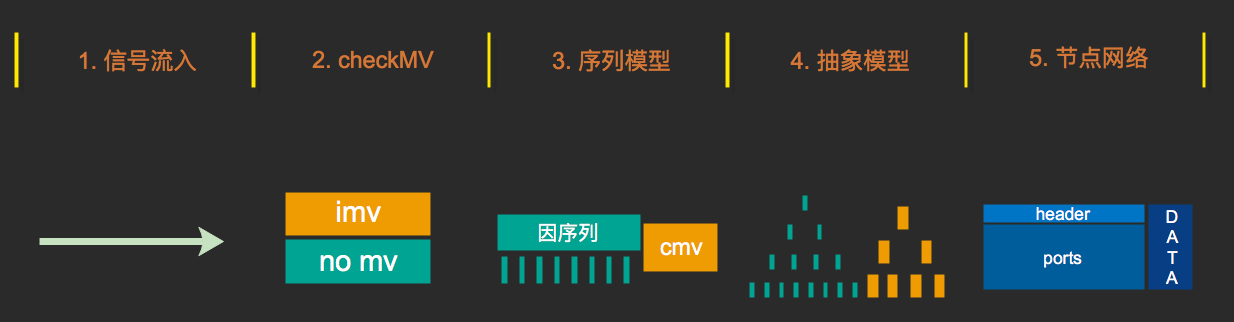 1. 信号流入
2. checkMV
3. 序列模型
4. 抽象模型
5. 节点网络
imv
no mv
因序列
cmv
header
ports
DATA